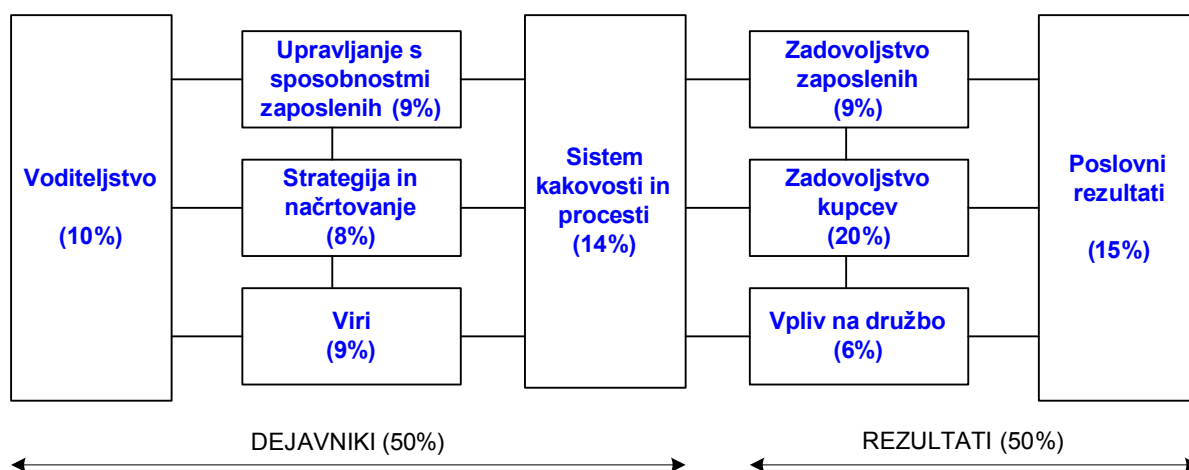 Voditeljstvo
(10%)
Upravljanje s
sposobnostmi
zaposlenih (9%)
Strategija in
načrtovanje
(8%)
Viri
(9%)
Sistem
kakovosti in
procesti
(14%)
Zadovoljstvo
zaposlenih
(9%)
Zadovoljstvo
kupcev
(20%)
Vpliv na družbo
(6%)
Poslovni
rezultati
(15%)
DEJAVNIKI (50%)
REZULTATI (50%)